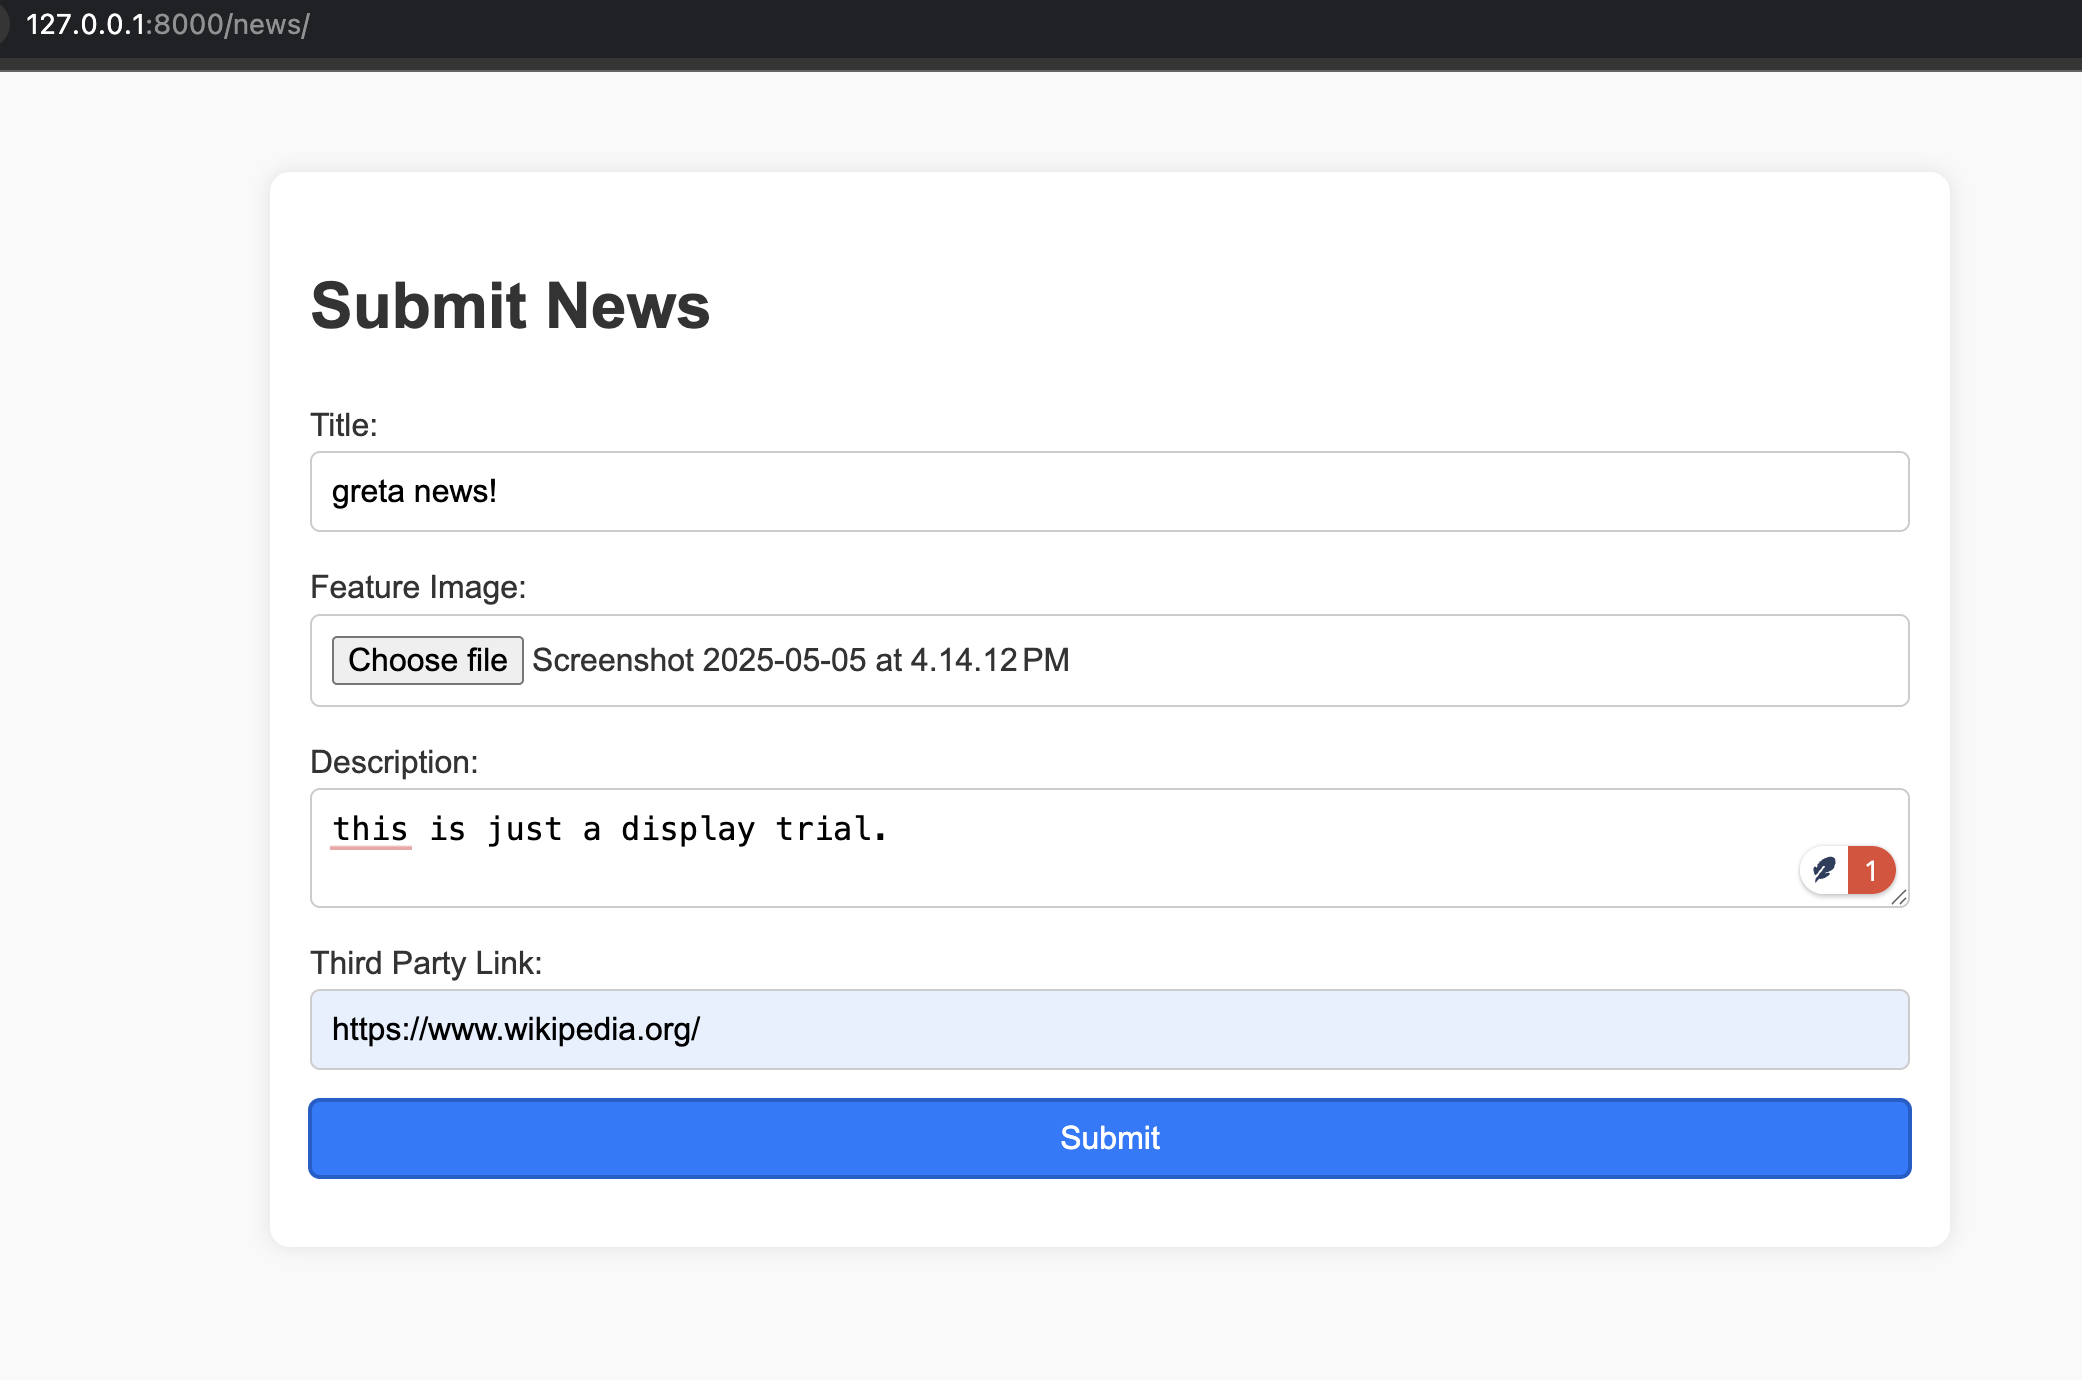 127.0.0.1:8000/news/
Submit News
Title:
greta news!
Feature Image:
Choose file Screenshot 2025-05-05 at 4.14.12 PM
Description:
this is just a display trial.
1
Third Party Link:
https://www.wikipedia.org/
Submit